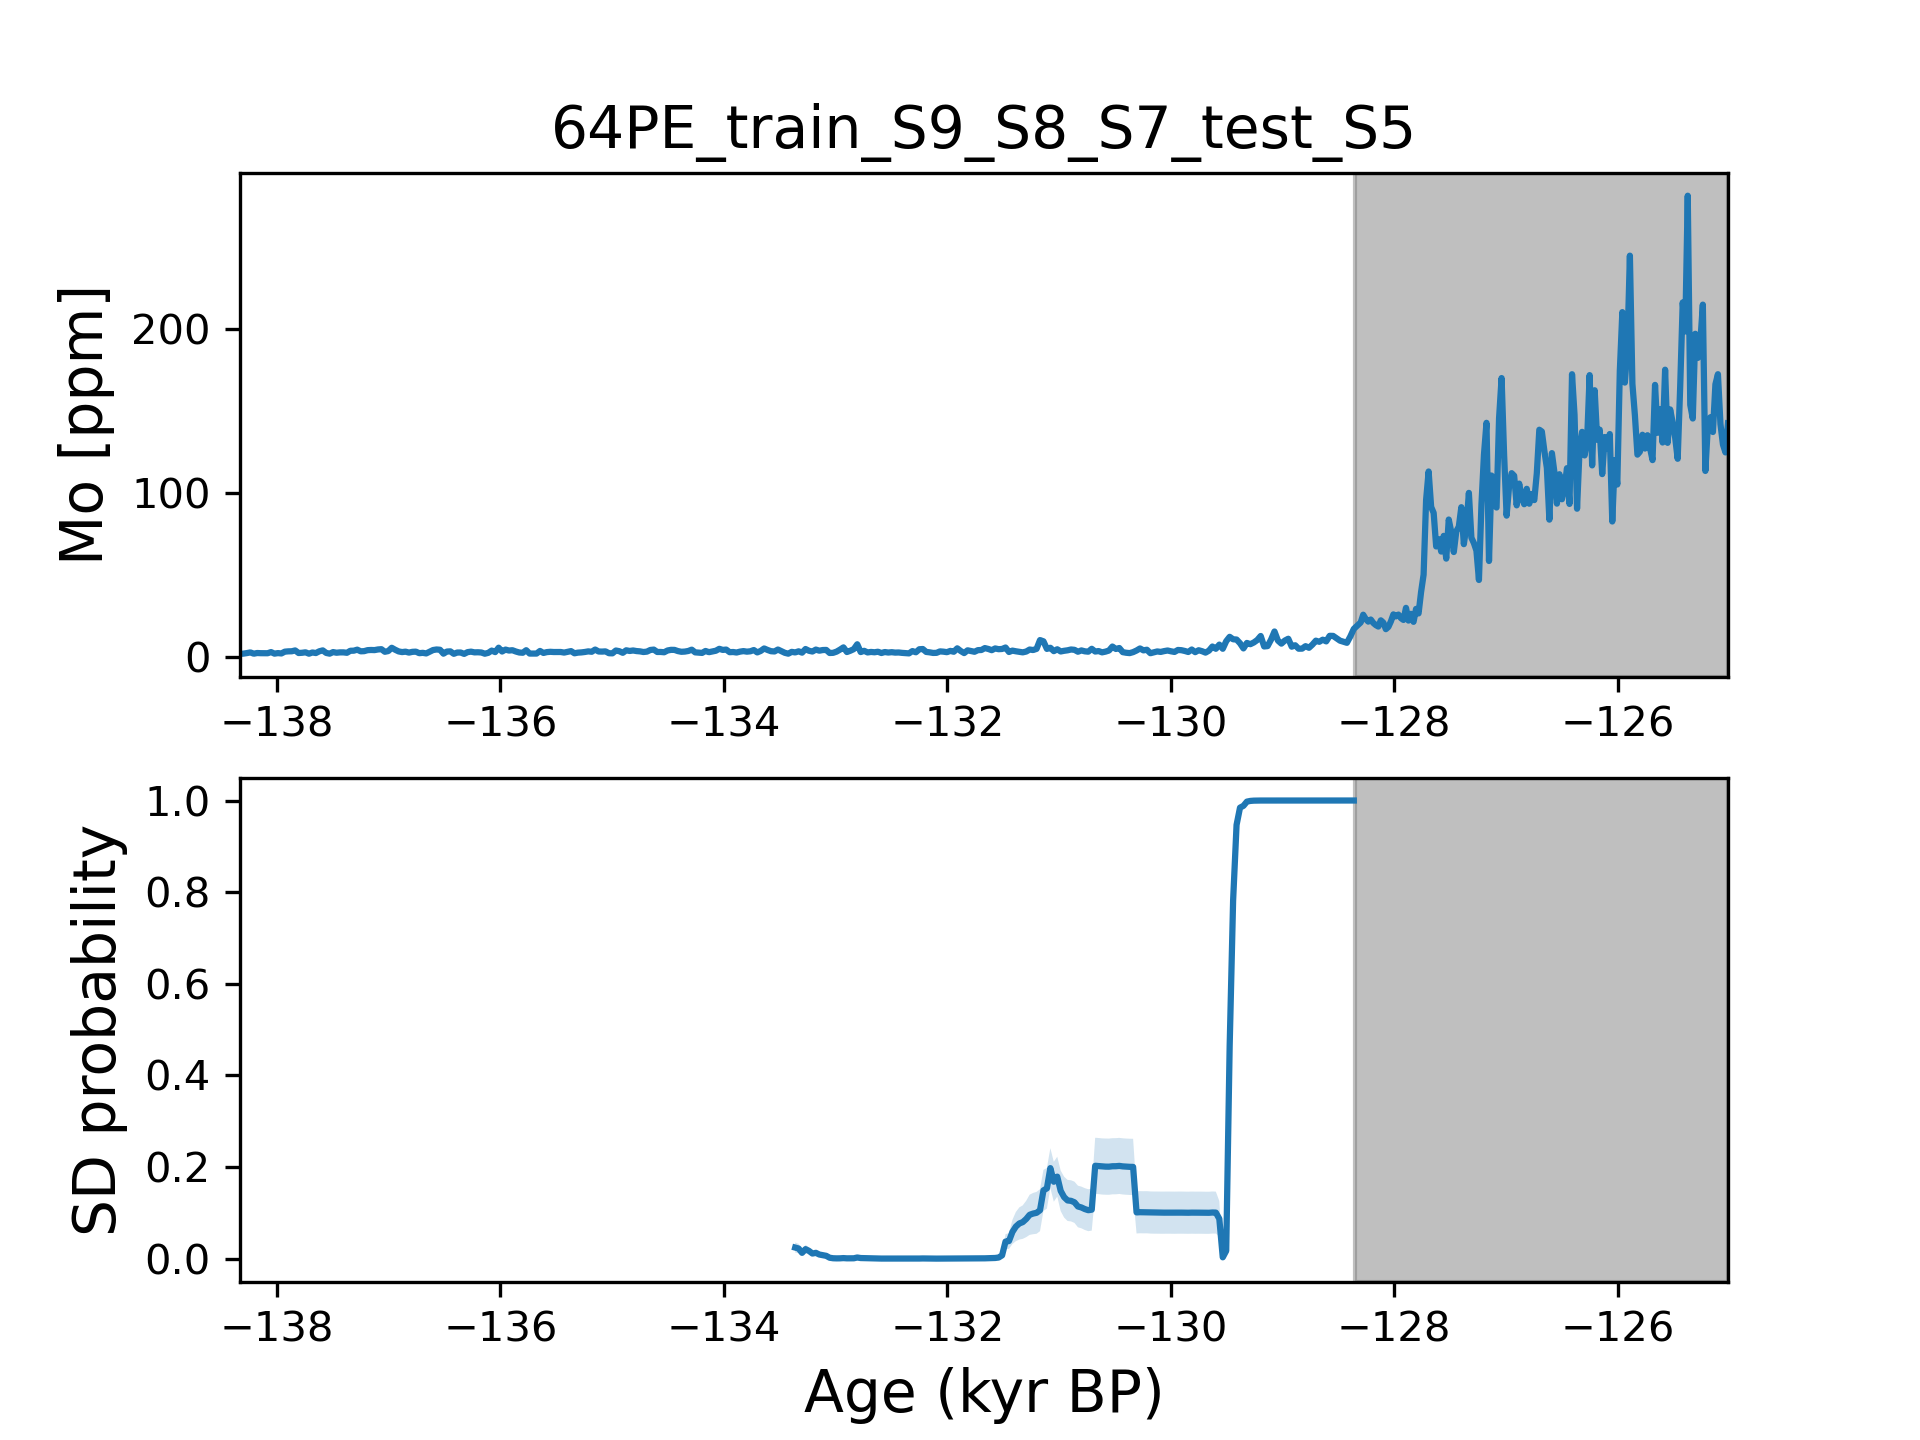 64PE_train_S9_S8_S7_test_S5
Mo [ppm]
200
100
0
−138 −136 −134 −132 −130 −128 −126
SD probability
1.0
0.8
0.6
0.4
0.2
0.0
−138 −136 −134 −132 −130 −128 −126
Age (kyr BP)